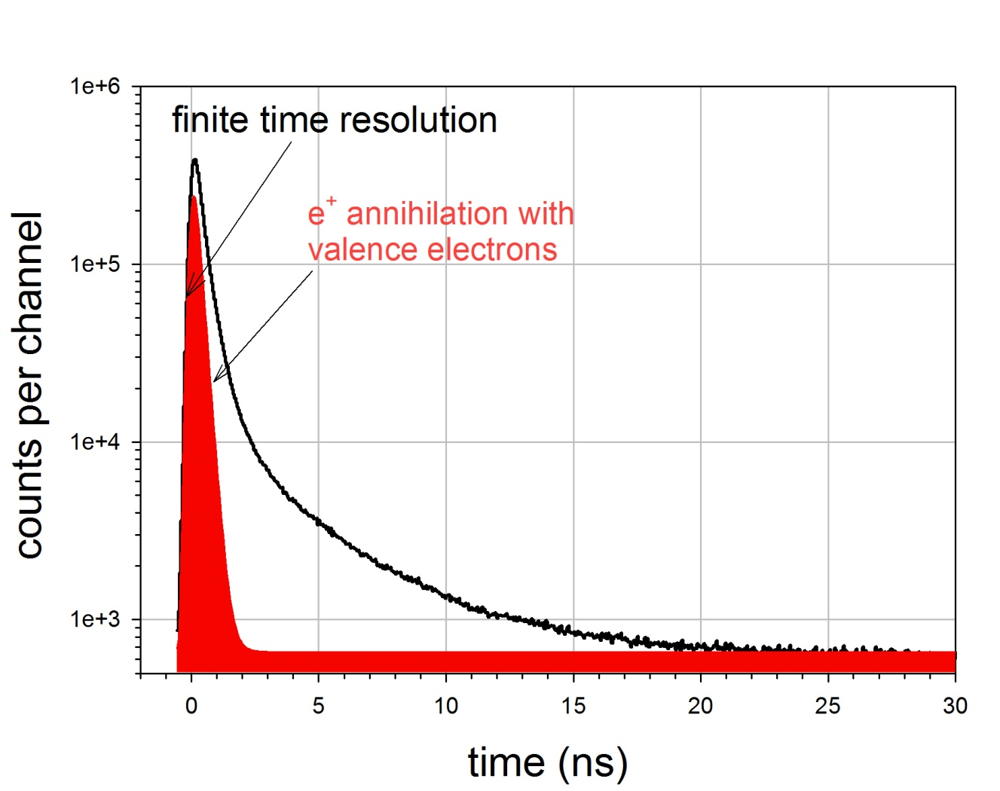 1e+6
finite time resolution
e+ annihilation with
valence electrons
1e+5
1e+4
1e+3
counts per channel
0 5 10 15 20 25 30
time (ns)